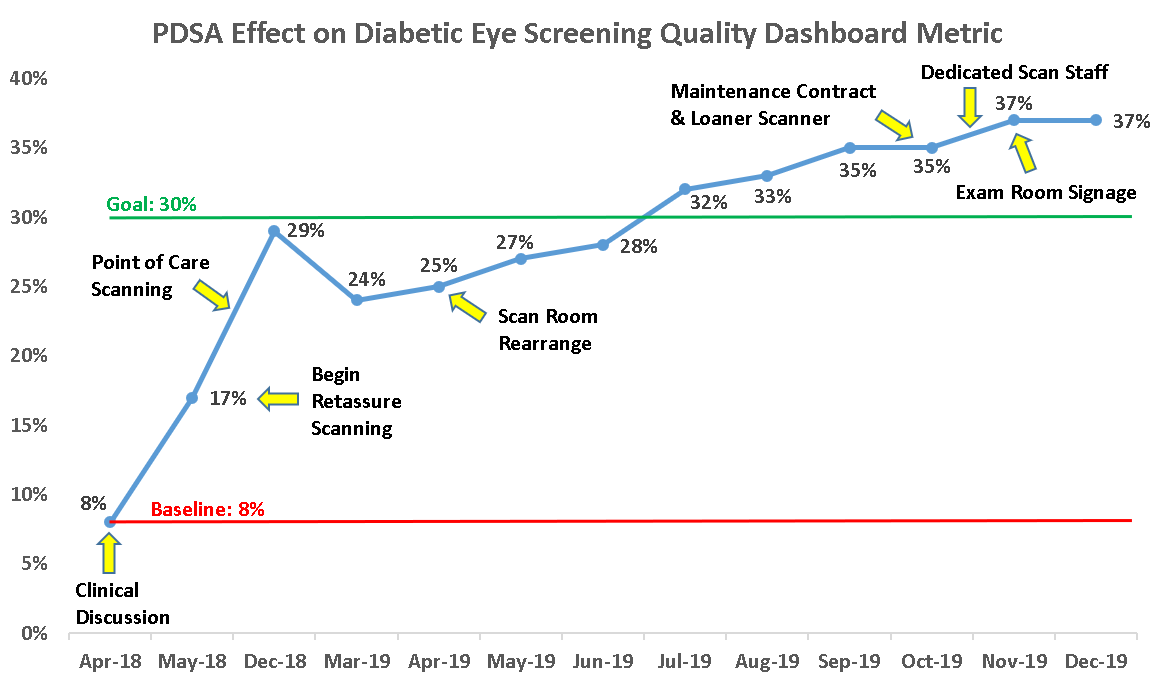 PDSA Effect on Diabetic Eye Screening Quality Dashboard Metric
40%
35%
30%
25%
20%
15%
10%
5%
0%
Dedicated Scan Staff
Maintenance Contract
& Loaner Scanner
37%
37%
35%
35%
33%
32%
Exam Room Signage
Goal: 30%
29%
28%
27%
25%
24%
Point of Care
Scanning
Scan Room
Rearrange
Begin
Retassure
Scanning
17%
8%
Baseline: 8%
Clinical
Discussion
Apr-18
May-18
Dec-18
Mar-19
Apr-19
May-19
Jun-19
Jul-19
Aug-19
Sep-19
Oct-19
Nov-19
Dec-19